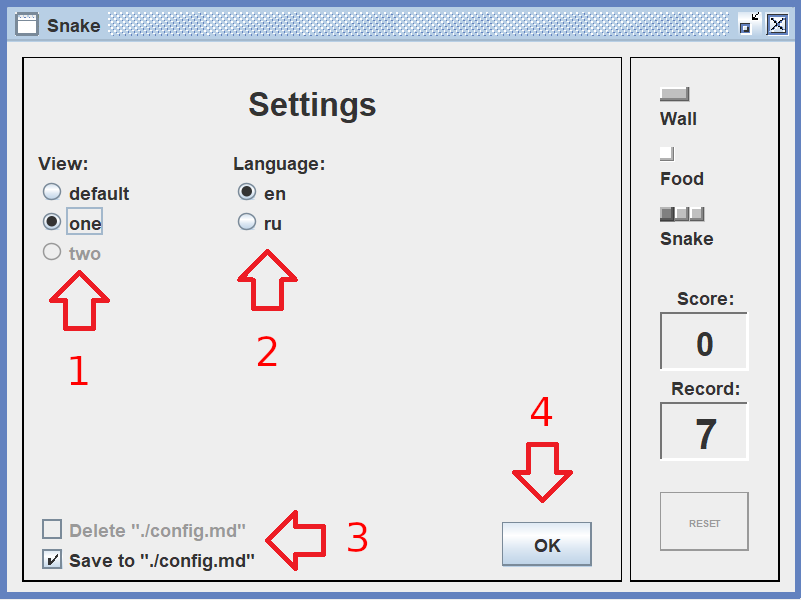 Snake
Settings
View:
default
one
two
Language:
en
ru
1
2
3
4
Delete "./config.md"
Save to "./config.md"
OK
Wall
Food
Snake
Score:
0
Record:
7
RESET